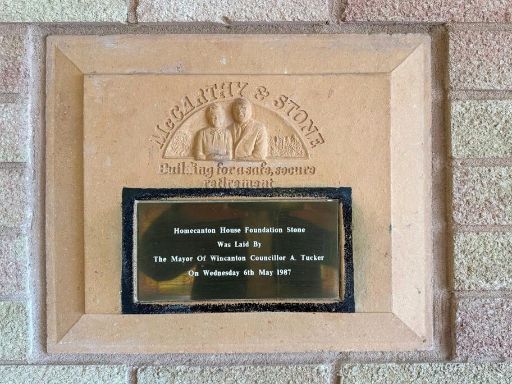 McCARTHY & STONE
Building for a safe, secure
retirement
Homecanton House Foundation Stone
Was Laid By
The Mayor Of Wincanton Councillor A. Tucker
On Wednesday 6th May 1987